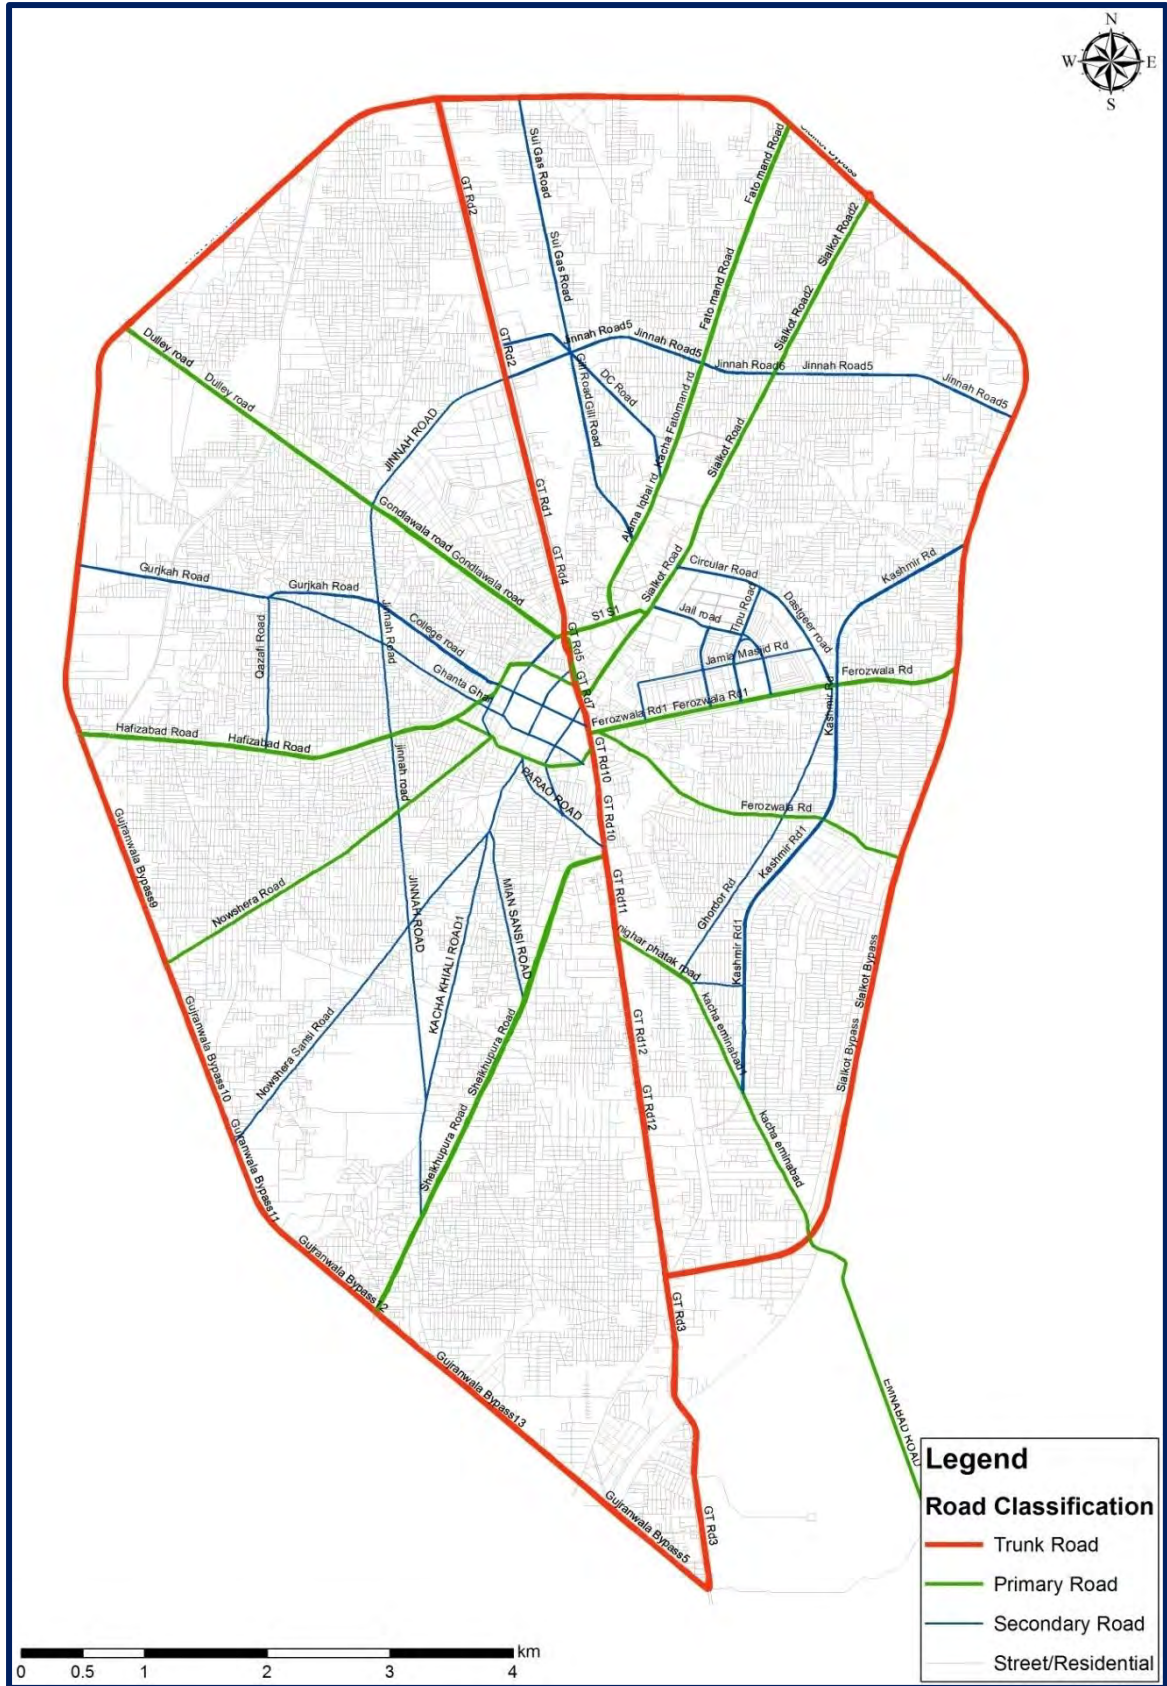 N
W E
S
Sui Gas Road
Fato mand Road
GT Rd2
Sialkot Road2
Sui Gas Road
Fato mand Road
Sialkot Road2
Dulley road
GT Rd2
Jinnah Road5
Jinnah Road5
Jinnah Road6
Jinnah Road5
Jinnah Road5
Dulley road
Gill Road
DC Road
Gill Road
JINNAH ROAD
Kacha Fatomand rd
Sialkot Road
GT Rd1
Gondlawala road
Gondlawala road
Alama Iqbal rd
GT Rd4
Sialkot Road
Circular Road
Kashmir Rd
Gurjkah Road
Gurjkah Road
Jinnah Road
College road
S1 S1
Jail road
Tipu Road
Dastgeer road
Qazafi Road
GT Rd5
Jamia Masjid Rd
Ghanta Ghar
GT Rd7
Ferozwala Rd
Ferozwala Rd1
Ferozwala Rd1
Kashmir Rd
Hafizabad Road
Hafizabad Road
jinnah road
GT Rd10
PARAO ROAD
GT Rd10
Ferozwala Rd
Gujranwala Bypass9
Kashmir Rd1
Nowshera Road
JINNAH ROAD
MIAN SANSI ROAD
GT Rd11
Ghordor Rd
nighar phatak road
KACHA KHIALI ROAD1
Kashmir Rd1
Sialkot Bypass
Sialkot Bypass
Gujranwala Bypass10
Nowshera Sansi Road
Sheikhupura Road
GT Rd12
kacha eminabad1
GT Rd12
Gujranwala Bypass11
Sheikhupura Road
kacha eminabad
Gujranwala Bypass12
GT Rd3
Gujranwala Bypass13
EMNABAD ROAD
Gujranwala Bypass5
GT Rd3
Legend
Road Classification
Trunk Road
Primary Road
Secondary Road
Street/Residential
km
0 0.5 1 2 3 4